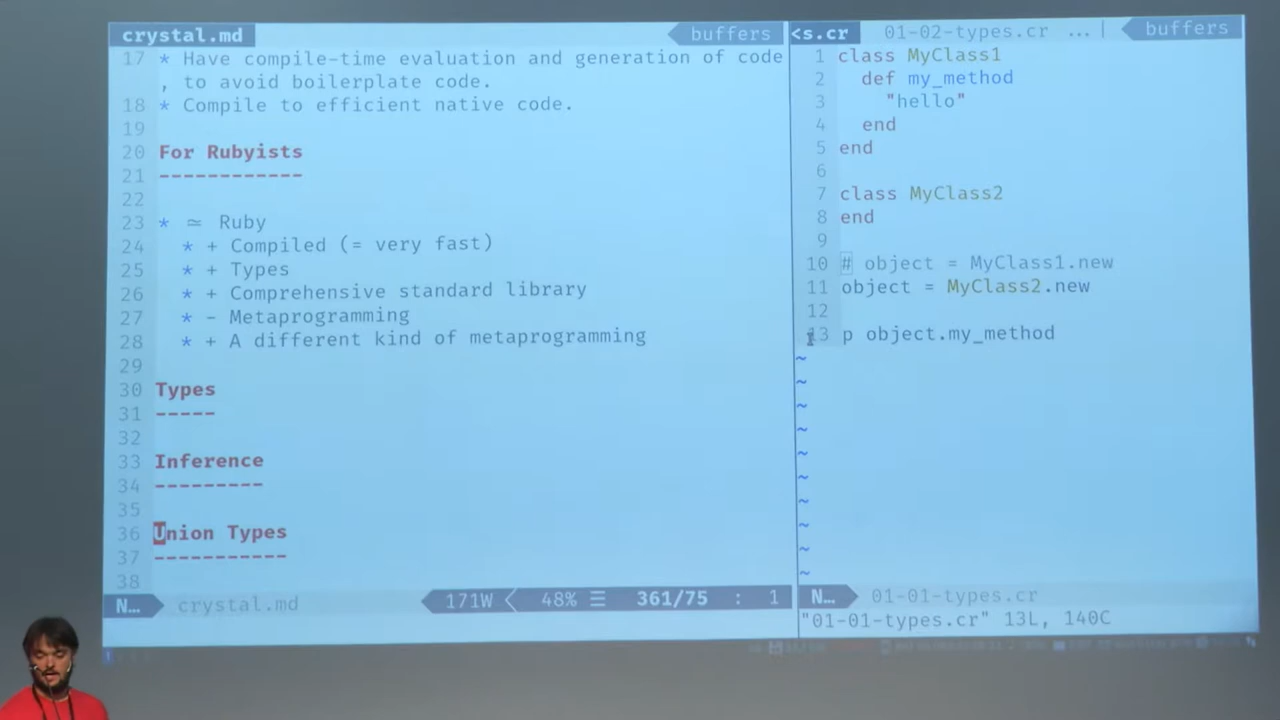 crystal.md
buffers
17 * Have compile-time evaluation and generation of code
, to avoid boilerplate code.
18 * Compile to efficient native code.
19
20 For Rubyists
21 ------------
22
23 * ≃ Ruby
24 * + Compiled (= very fast)
25 * + Types
26 * + Comprehensive standard library
27 * - Metaprogramming
28 * + A different kind of metaprogramming
29
30 Types
31 -----
32
33 Inference
34 ---------
35
36 Union Types
37 -----------
38
N… crystal.md 171W 48% ☰ 361/75 : 1
<s.cr 01-02-types.cr ... buffers
1 class MyClass1
2 def my_method
3 "hello"
4 end
5 end
6
7 class MyClass2
8 end
9
10 # object = MyClass1.new
11 object = MyClass2.new
12
13 p object.my_method
~
~
~
~
~
~
~
~
~
~
N… 01-01-types.cr
"01-01-types.cr" 13L, 140C